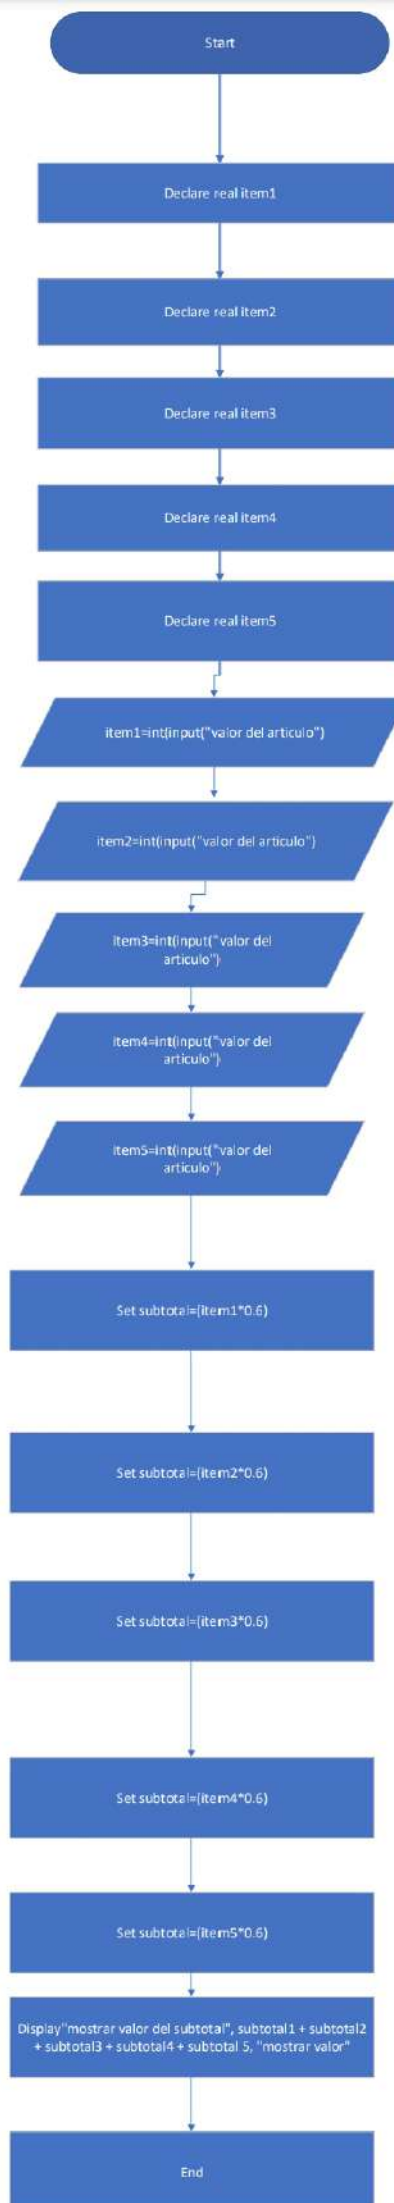 Start
Declare real item1
Declare real item2
Declare real item3
Declare real item4
Declare real item5
item1=int(input("valor del articulo")
item2=int(input("valor del articulo")
item3=int(input("valor del
articulo")
item4=int(input("valor del
articulo")
item5=int(input("valor del
articulo")
Set subtotal=(item1*0.6)
Set subtotal=(item2*0.6)
Set subtotal=(item3*0.6)
Set subtotal=(item4*0.6)
Set subtotal=(item5*0.6)
Display"mostrar valor del subtotal", subtotal1 + subtotal2
+ subtotal3 + subtotal4 + subtotal 5, "mostrar valor"
End